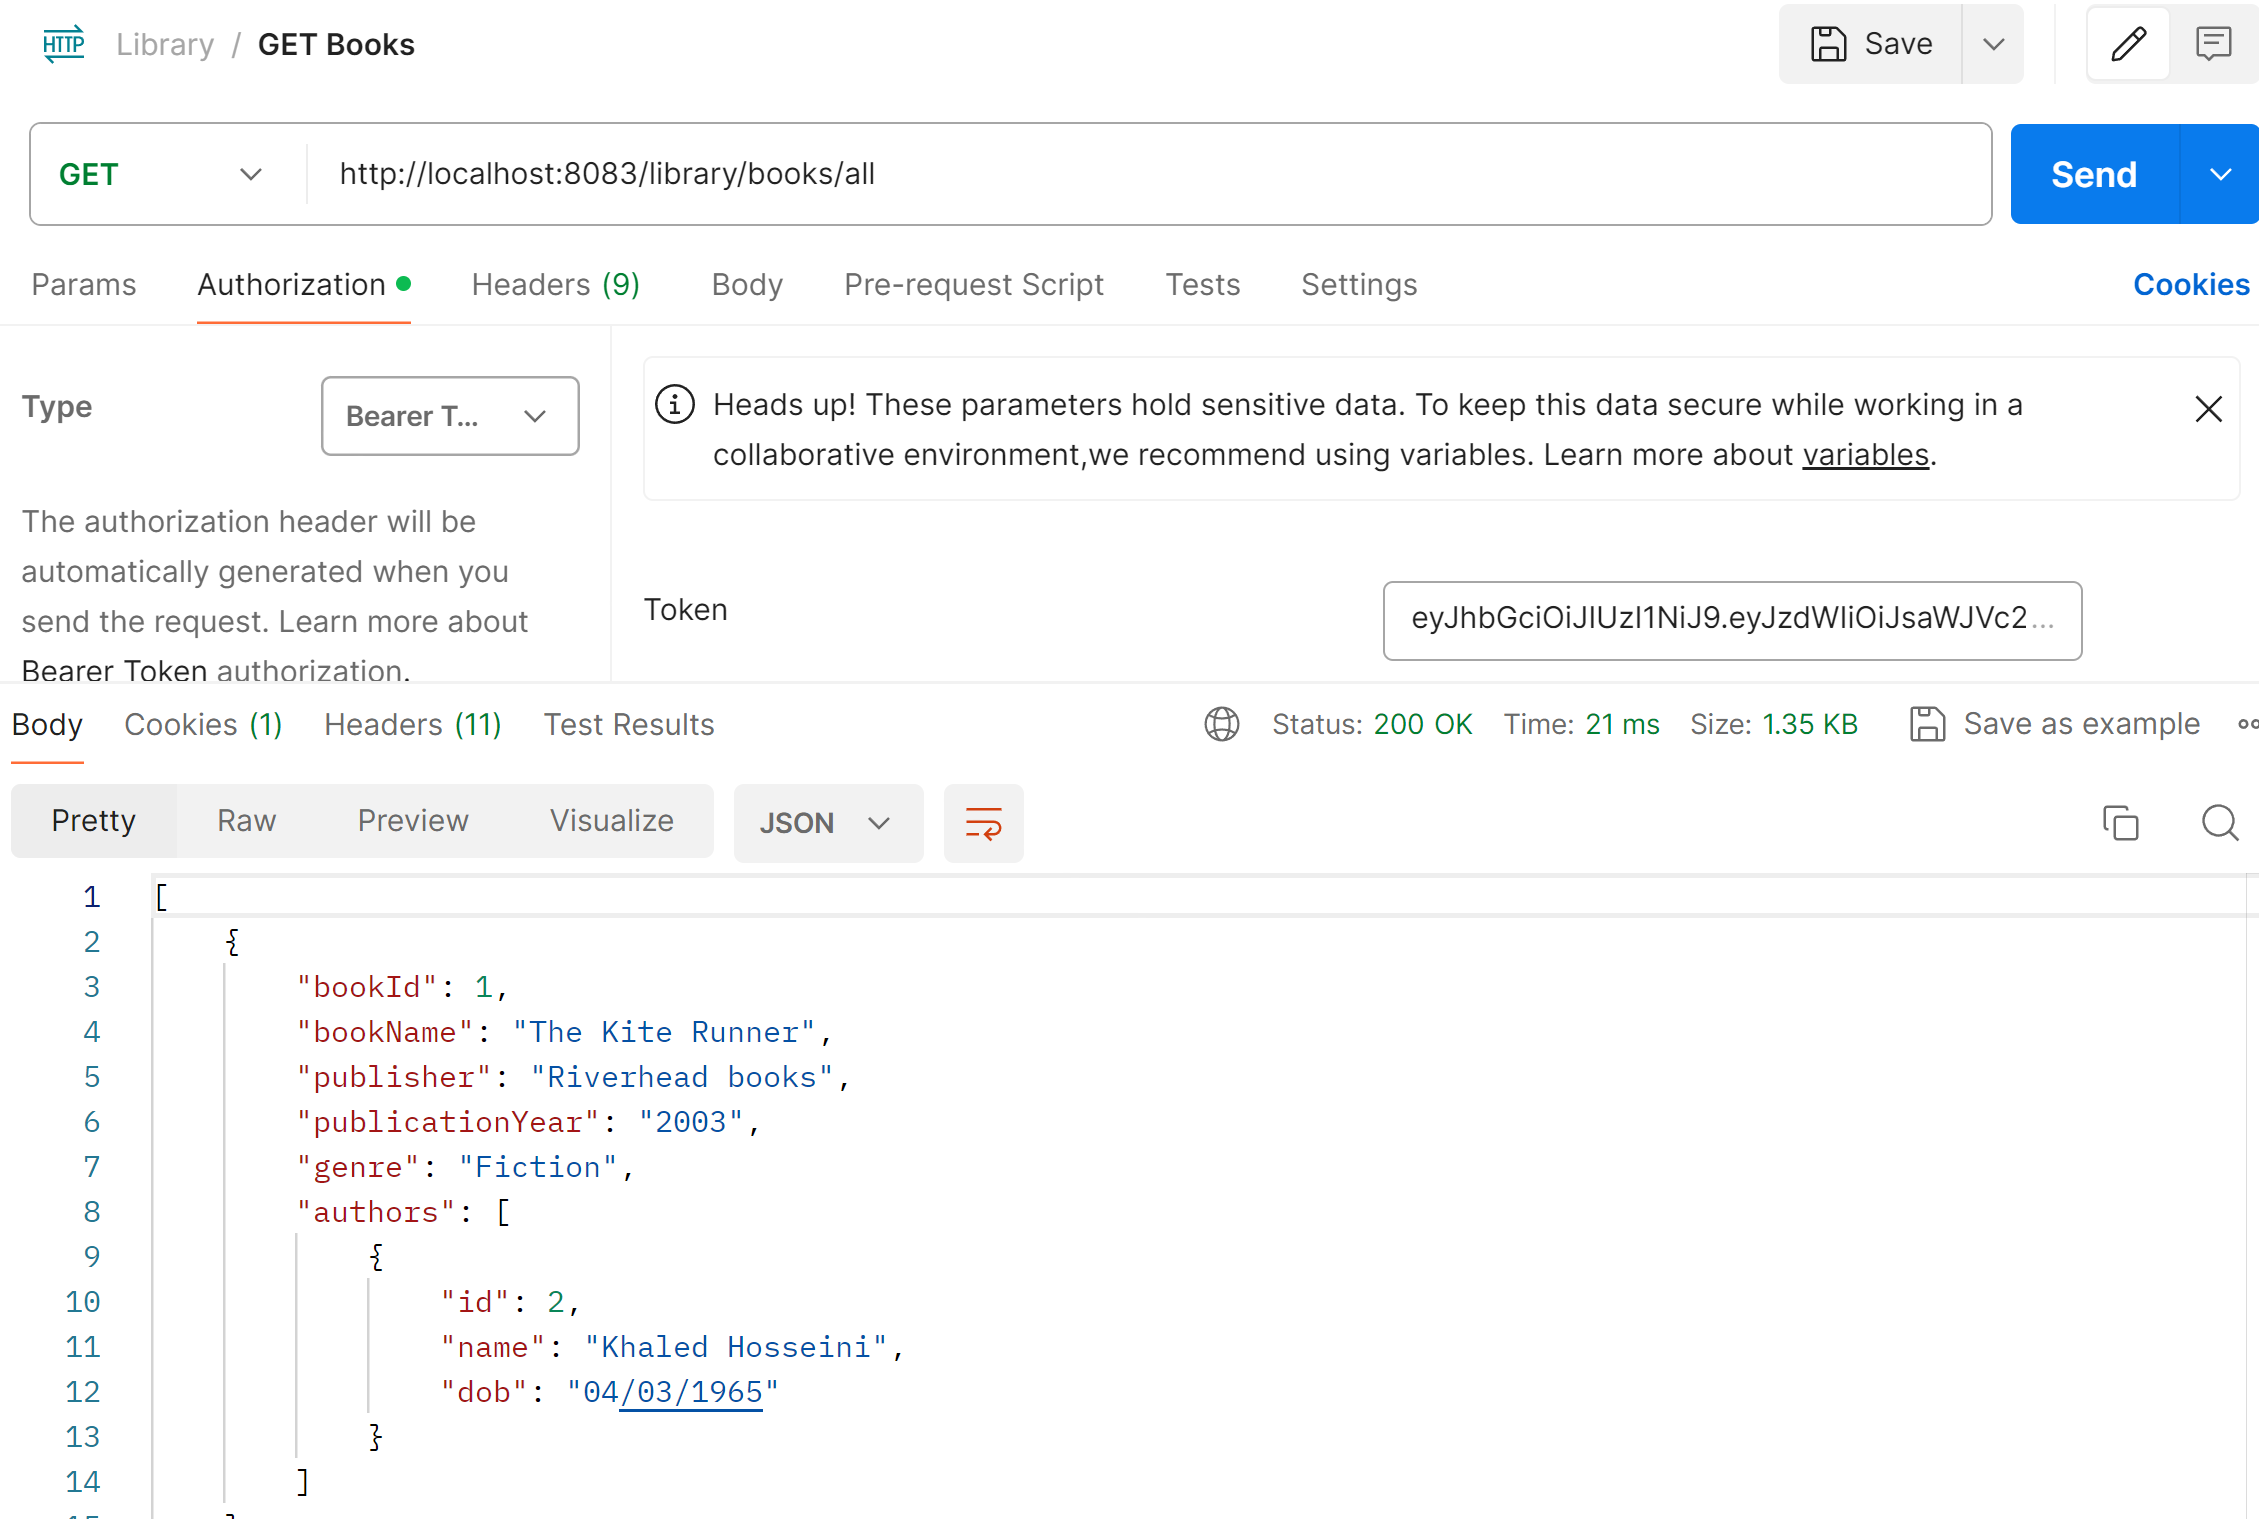 HTTP Library / GET Books Save
GET http://localhost:8083/library/books/all Send
Params Authorization Headers (9) Body Pre-request Script Tests Settings Cookies
Type Bearer T...
Heads up! These parameters hold sensitive data. To keep this data secure while working in a
collaborative environment,we recommend using variables. Learn more about variables.
The authorization header will be
automatically generated when you
send the request. Learn more about
Bearer Token authorization.
Token eyJhbGciOiJIUzI1NiJ9.eyJzdWIiOiJsaWJVc2...
Body Cookies (1) Headers (11) Test Results Status: 200 OK Time: 21 ms Size: 1.35 KB Save as example
Pretty Raw Preview Visualize JSON
1 [
2 {
3 "bookId": 1,
4 "bookName": "The Kite Runner",
5 "publisher": "Riverhead books",
6 "publicationYear": "2003",
7 "genre": "Fiction",
8 "authors": [
9 {
10 "id": 2,
11 "name": "Khaled Hosseini",
12 "dob": "04/03/1965"
13 }
14 ]